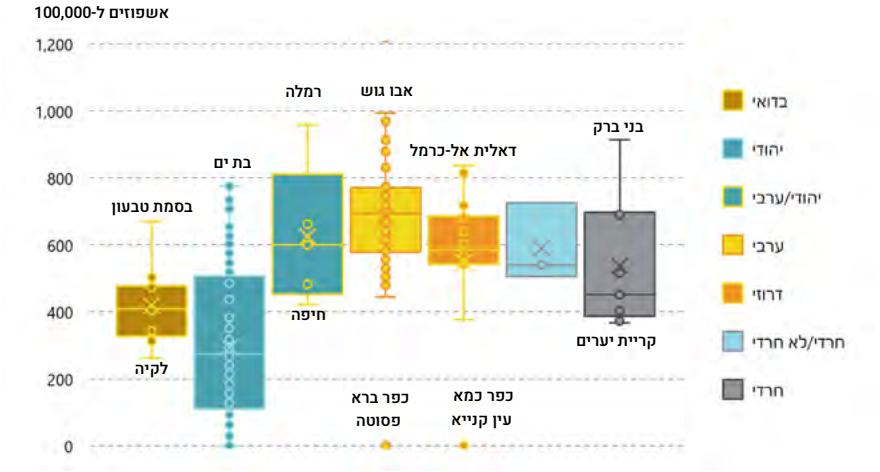 אשפוזים ל-100,000
1,200
1,000
800
600
400
200
0
רמלה
אבו גוש
בני ברק
דאלית אל-כרמל
בת ים
בסמת טבעון
חיפה
קריית יערים
לקיה
כפר ברא
פסוטה
כפר כמא
עין קנייא
בדואי
יהודי
יהודי/ערבי
ערבי
דרוזי
חרדי/לא חרדי
חרדי